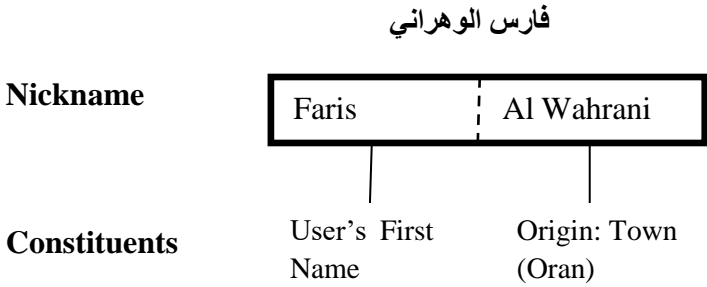 فارس الوهراني
Nickname
Faris Al Wahrani
Constituents
User's First Name
Origin: Town (Oran)